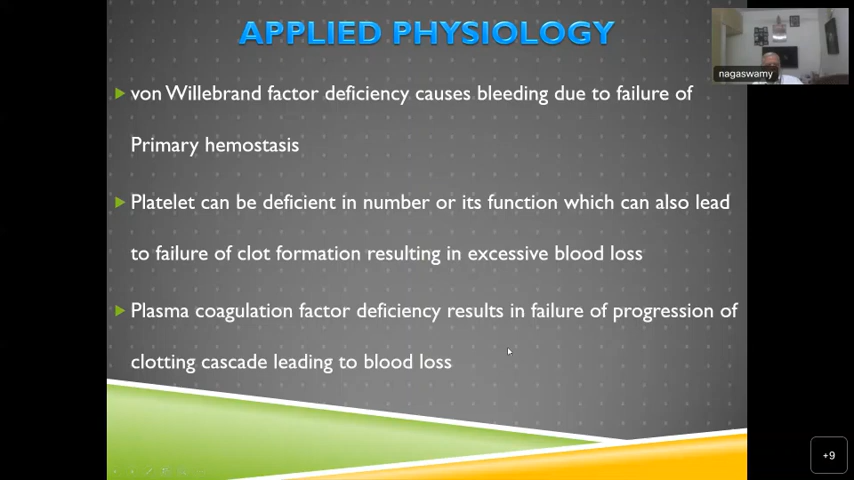 APPLIED PHYSIOLOGY
nagaswamy
von Willebrand factor deficiency causes bleeding due to failure of
Primary hemostasis
Platelet can be deficient in number or its function which can also lead
to failure of clot formation resulting in excessive blood loss
Plasma coagulation factor deficiency results in failure of progression of
clotting cascade leading to blood loss
+9